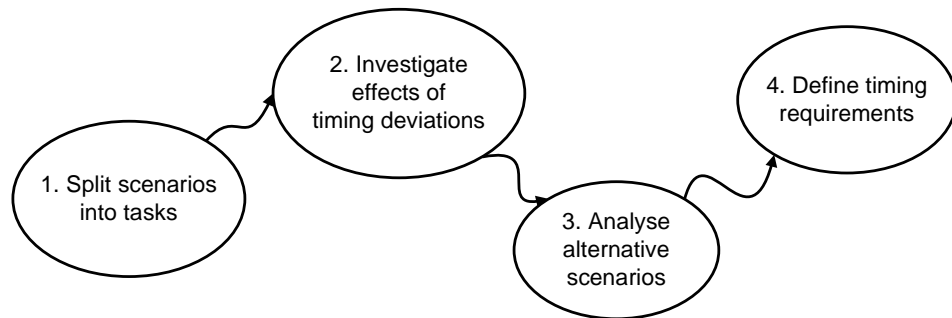 1. Split scenarios
into tasks
2. Investigate
effects of
timing deviations
3. Analyse
alternative
scenarios
4. Define timing
requirements